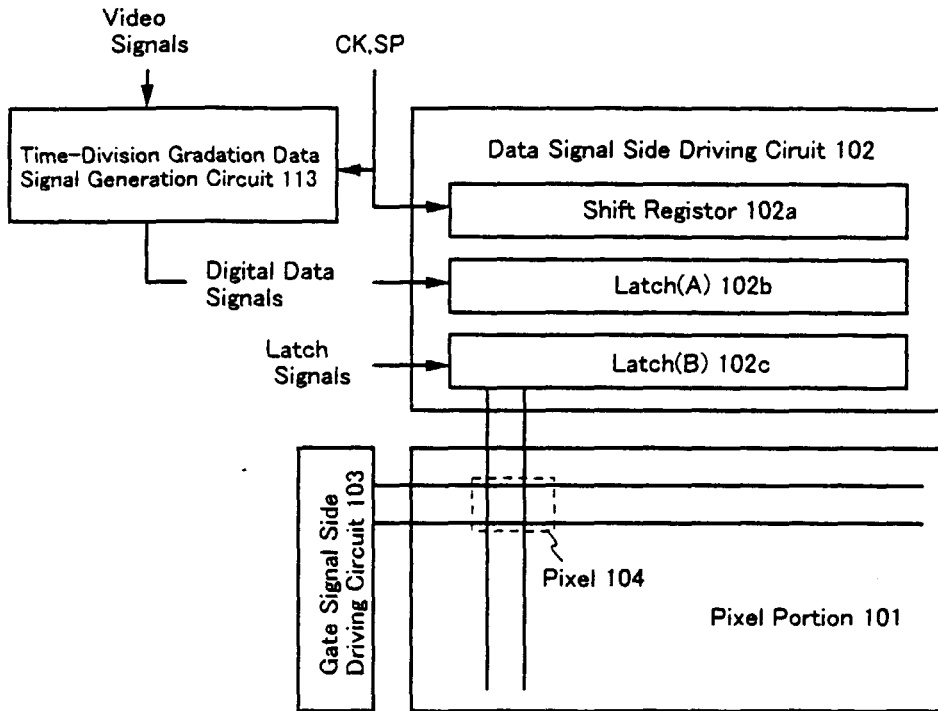 Video
Signals
CK,SP
Time-Division Gradation Data
Signal Generation Circuit 113
Data Signal Side Driving Ciruit 102
Shift Registor 102a
Digital Data
Signals
Latch(A) 102b
Latch
Signals
Latch(B) 102c
Gate Signal Side
Driving Circuit 103
Pixel 104
Pixel Portion 101